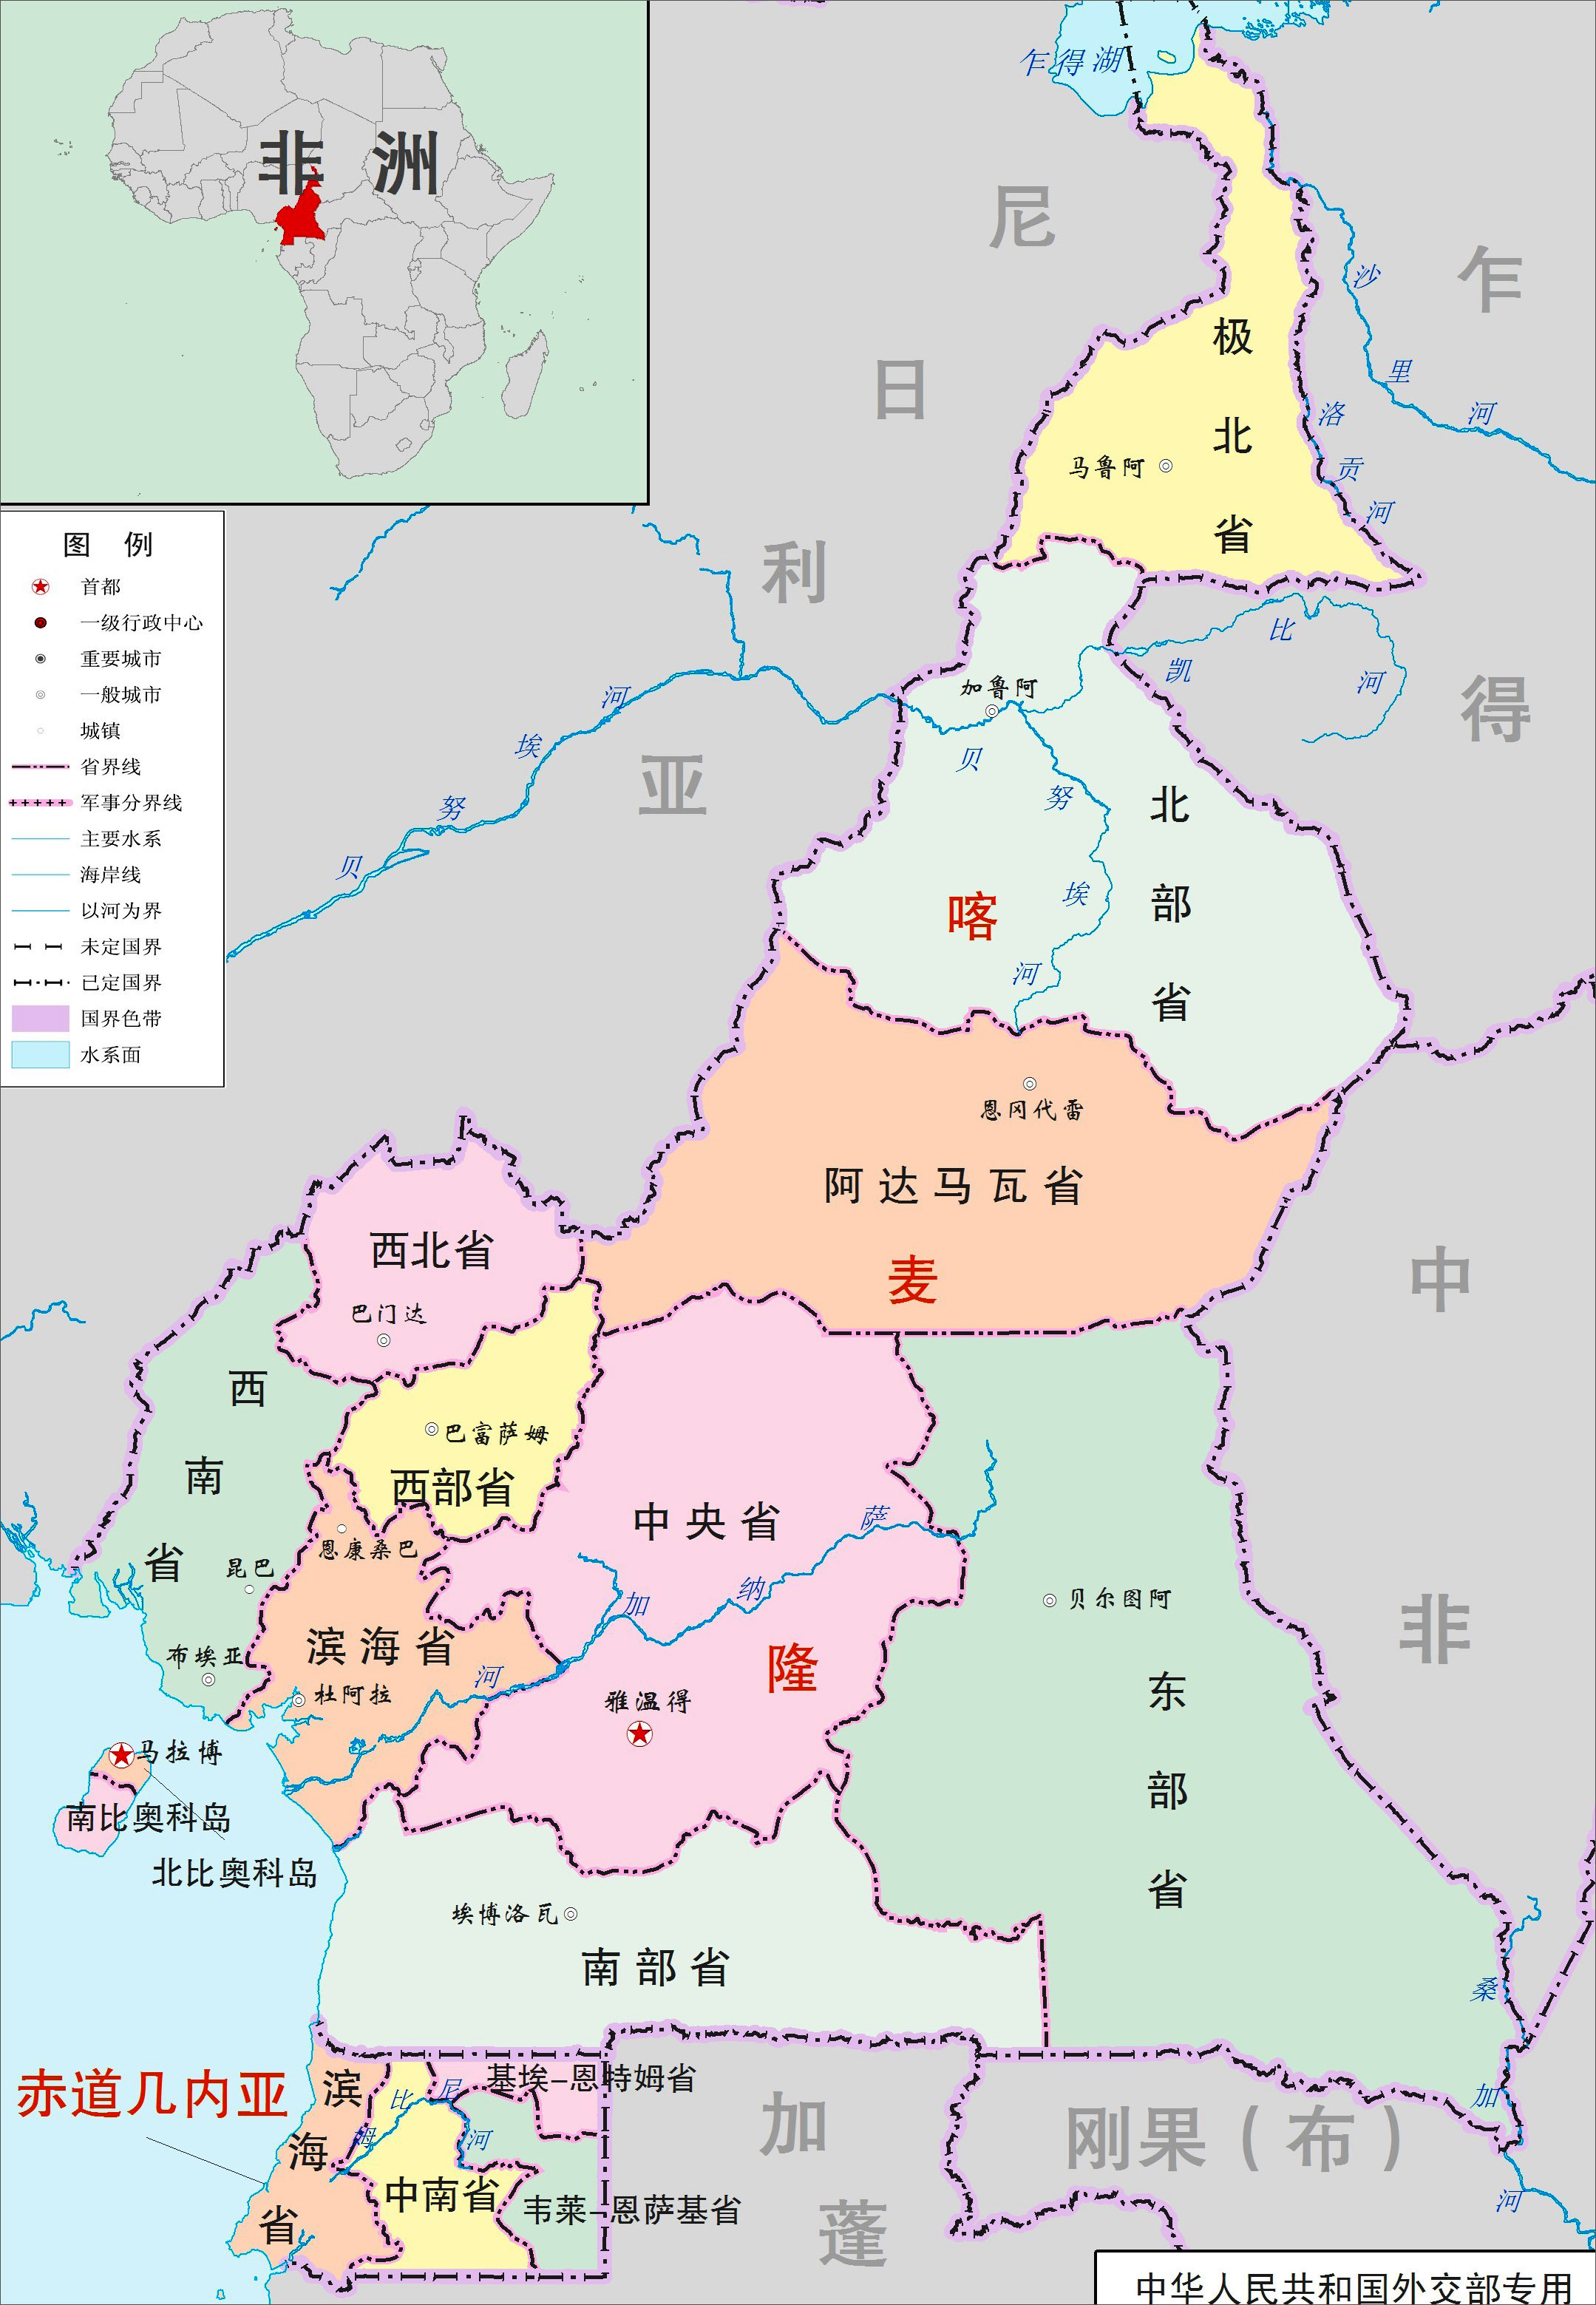 非 洲
乍得湖
尼日利亚
乍得
极北省
马鲁阿
沙里河
洛贡河
图 例
首都
一级行政中心
重要城市
一般城市
城镇
省界线
军事分界线
主要水系
海岸线
以河为界
未定国界
已定国界
国界色带
水系面
加鲁阿
凯比河
贝努埃河
贝努埃河
北部省
喀麦隆
恩冈代雷
阿达马瓦省
西北省
巴门达
中非
西南省
巴富萨姆
西部省
中央省
萨纳加河
恩康桑巴
昆巴
贝尔图阿
滨海省
布埃亚
杜阿拉
雅温得
东部省
马拉博
南比奥科岛
北比奥科岛
埃博洛瓦
南部省
桑加河
赤道几内亚
滨海省
基埃-恩特姆省
姆比尼河
中南省
韦莱-恩萨基省
加蓬
刚果(布)
中华人民共和国外交部专用